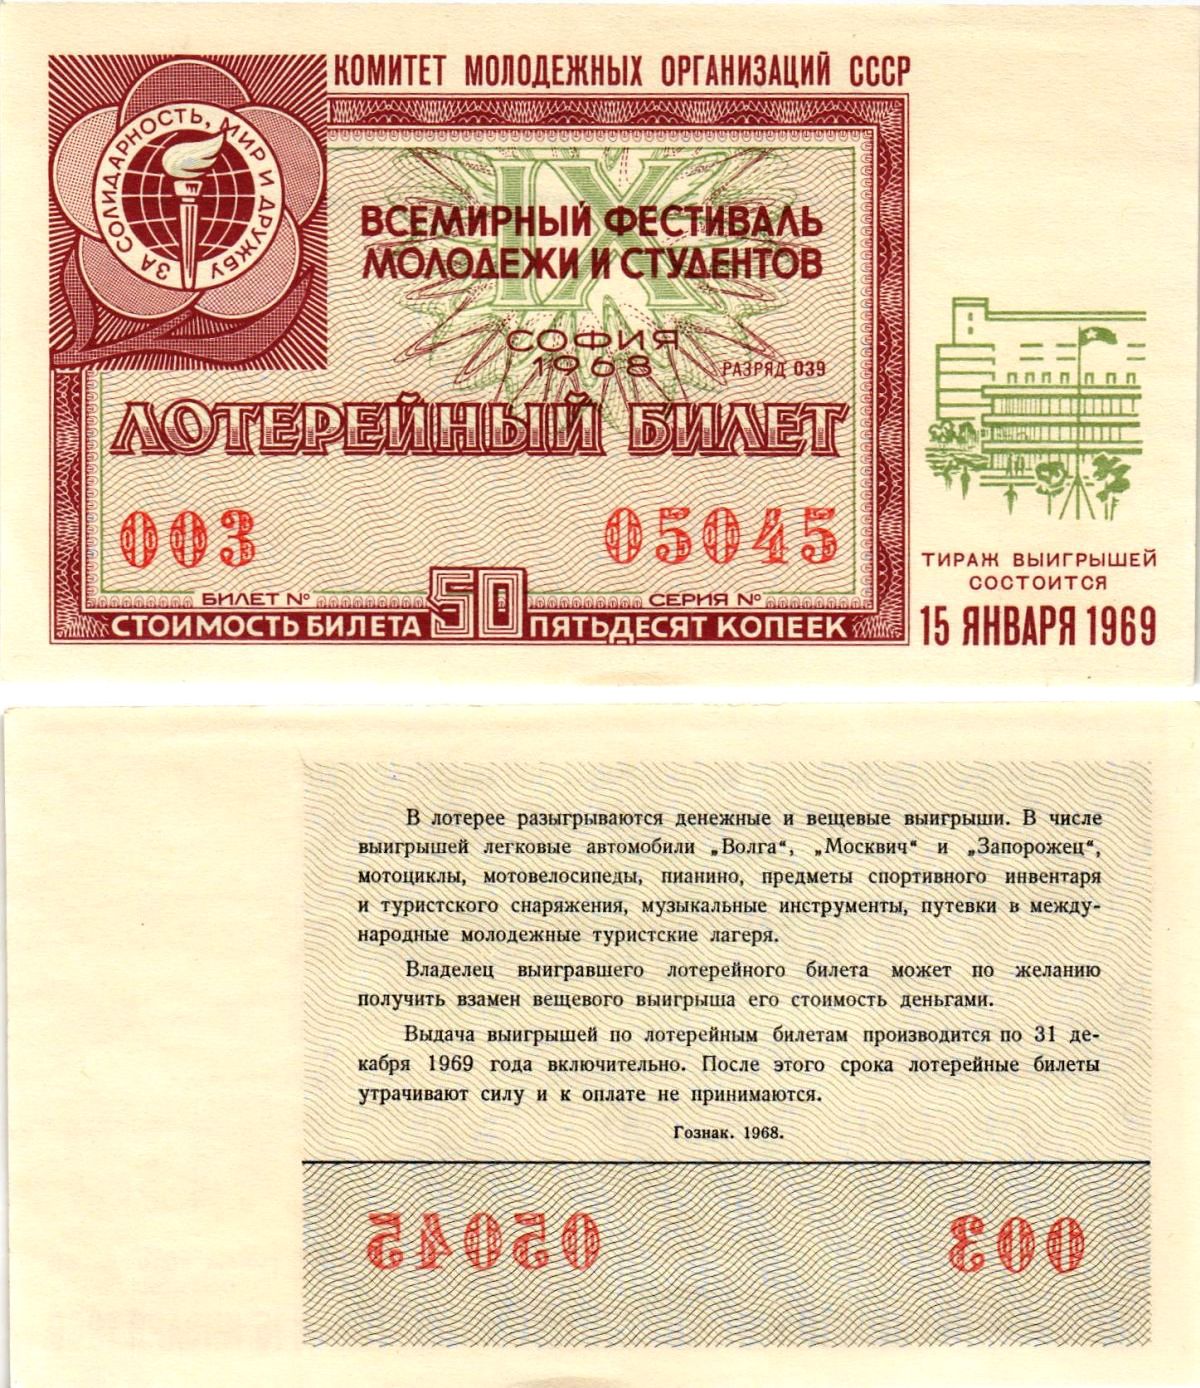 КОМИТЕТ МОЛОДЕЖНЫХ ОРГАНИЗАЦИЙ СССР
ЗА СОЛИДАРНОСТЬ, МИР И ДРУЖБУ
IX
ВСЕМИРНЫЙ ФЕСТИВАЛЬ
МОЛОДЕЖИ И СТУДЕНТОВ
СОФИЯ
1968
РАЗРЯД 039
ЛОТЕРЕЙНЫЙ БИЛЕТ
003 05045
БИЛЕТ № СЕРИЯ №
СТОИМОСТЬ БИЛЕТА 50 ПЯТЬДЕСЯТ КОПЕЕК
ТИРАЖ ВЫИГРЫШЕЙ
СОСТОИТСЯ
15 ЯНВАРЯ 1969
В лотерее разыгрываются денежные и вещевые выигрыши. В числе
выигрышей легковые автомобили „Волга“, „Москвич“ и „Запорожец“,
мотоциклы, мотовелосипеды, пианино, предметы спортивного инвентаря
и туристского снаряжения, музыкальные инструменты, путевки в между-
народные молодежные туристские лагеря.
Владелец выигравшего лотерейного билета может по желанию
получить взамен вещевого выигрыша его стоимость деньгами.
Выдача выигрышей по лотерейным билетам производится по 31 де-
кабря 1969 года включительно. После этого срока лотерейные билеты
утрачивают силу и к оплате не принимаются.
Гознак. 1968.
05045 003